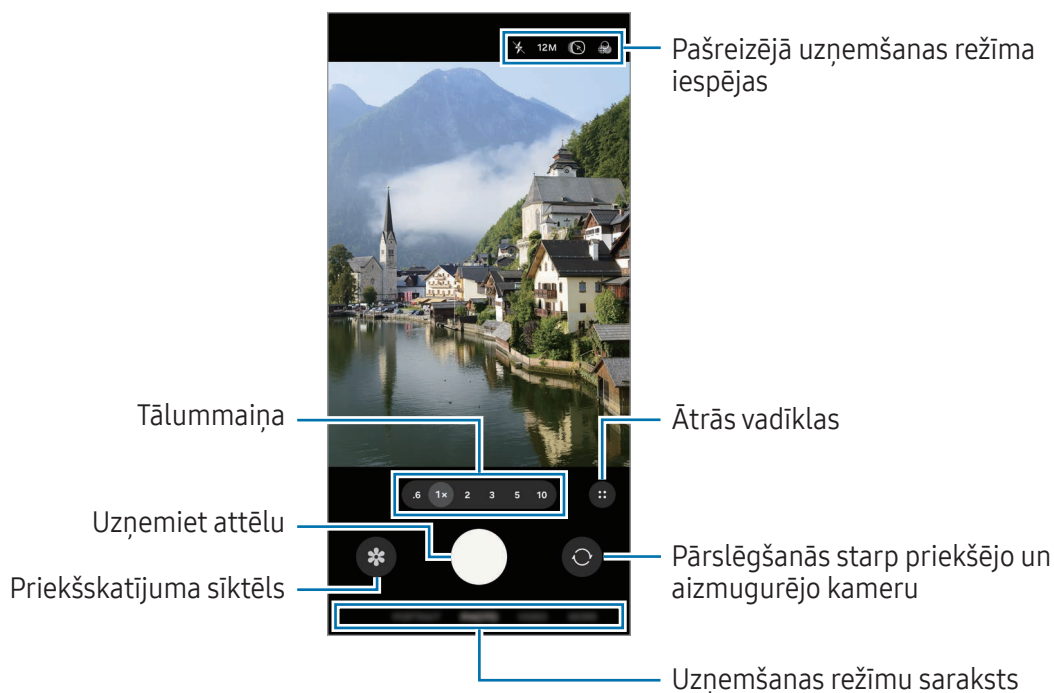 12M
Pašreizējā uzņemšanas režīma
iespējas
Tālummaiņa
Ātrās vadīklas
.6 1× 2 3 5 10
Uzņemiet attēlu
Priekšskatījuma sīktēls
Pārslēgšanās starp priekšējo un
aizmugurējo kameru
Uzņemšanas režīmu saraksts